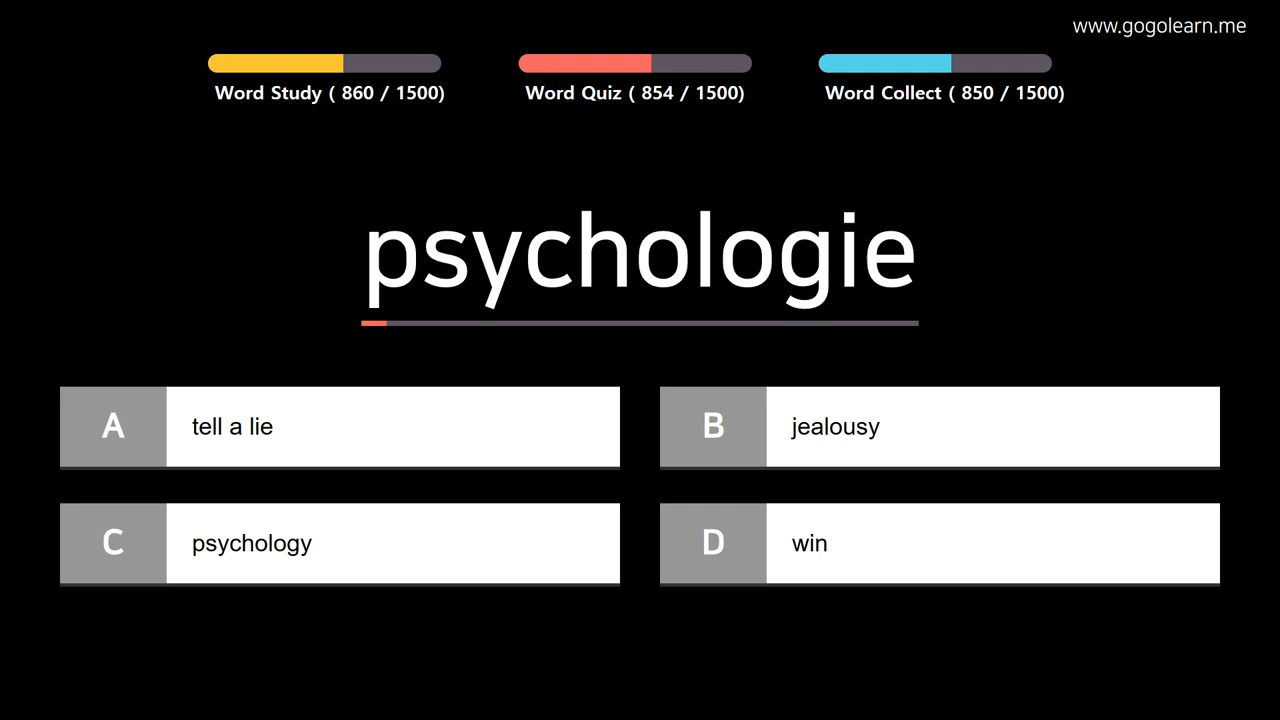 www.gogolearn.me
Word Study ( 860 / 1500)
Word Quiz ( 854 / 1500)
Word Collect ( 850 / 1500)
psychologie
A
tell a lie
B
jealousy
C
psychology
D
win